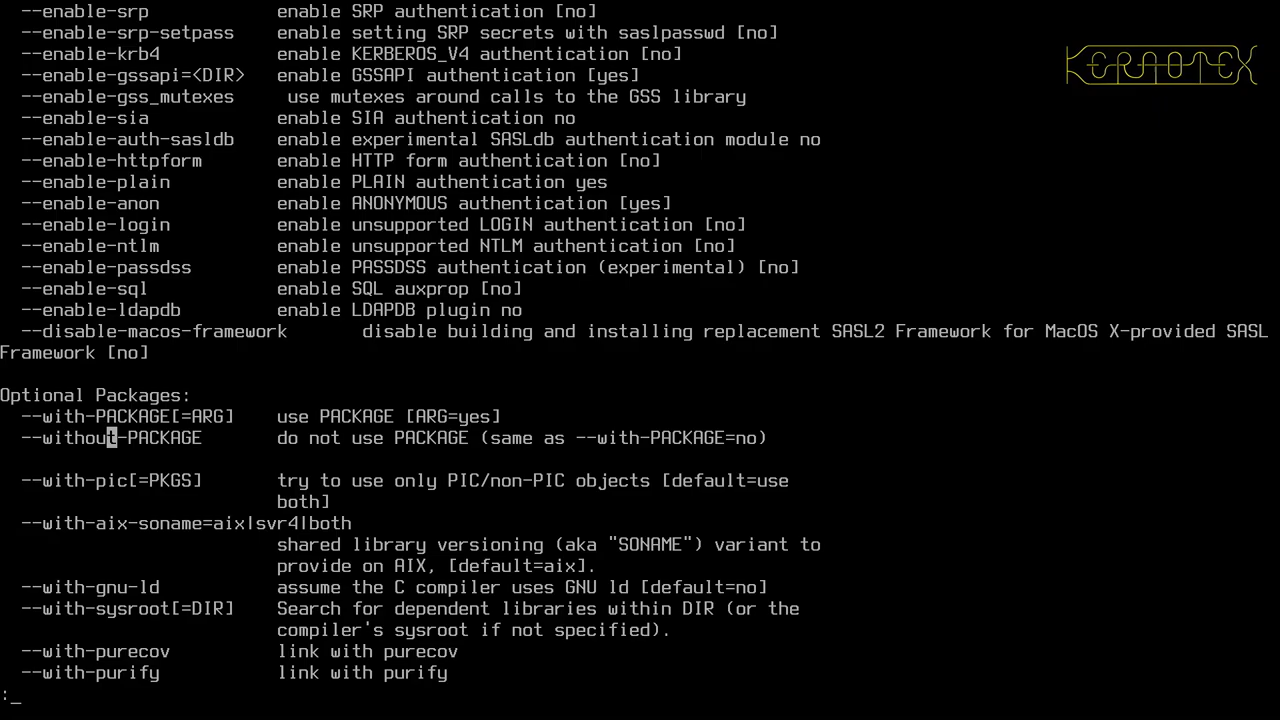 --enable-srp            enable SRP authentication [no]
--enable-srp-setpass    enable setting SRP secrets with saslpasswd [no]
--enable-krb4           enable KERBEROS_V4 authentication [no]
--enable-gssapi=<DIR>   enable GSSAPI authentication [yes]
--enable-gss_mutexes     use mutexes around calls to the GSS library
--enable-sia            enable SIA authentication no
--enable-auth-sasldb    enable experimental SASLdb authentication module no
--enable-httpform       enable HTTP form authentication [no]
--enable-plain          enable PLAIN authentication yes
--enable-anon           enable ANONYMOUS authentication [yes]
--enable-login          enable unsupported LOGIN authentication [no]
--enable-ntlm           enable unsupported NTLM authentication [no]
--enable-passdss        enable PASSDSS authentication (experimental) [no]
--enable-sql            enable SQL auxprop [no]
--enable-ldapdb         enable LDAPDB plugin no
--disable-macos-framework       disable building and installing replacement SASL2 Framework for MacOS X-provided SASL
Framework [no]
Optional Packages:
--with-PACKAGE[=ARG]    use PACKAGE [ARG=yes]
--without-PACKAGE       do not use PACKAGE (same as --with-PACKAGE=no)
--with-pic[=PKGS]       try to use only PIC/non-PIC objects [default=use
both]
--with-aix-soname=aix|svr4|both
shared library versioning (aka "SONAME") variant to
provide on AIX, [default=aix].
--with-gnu-ld           assume the C compiler uses GNU ld [default=no]
--with-sysroot[=DIR]    Search for dependent libraries within DIR (or the
compiler's sysroot if not specified).
--with-purecov          link with purecov
--with-purify           link with purify
:_
KERNOTEX